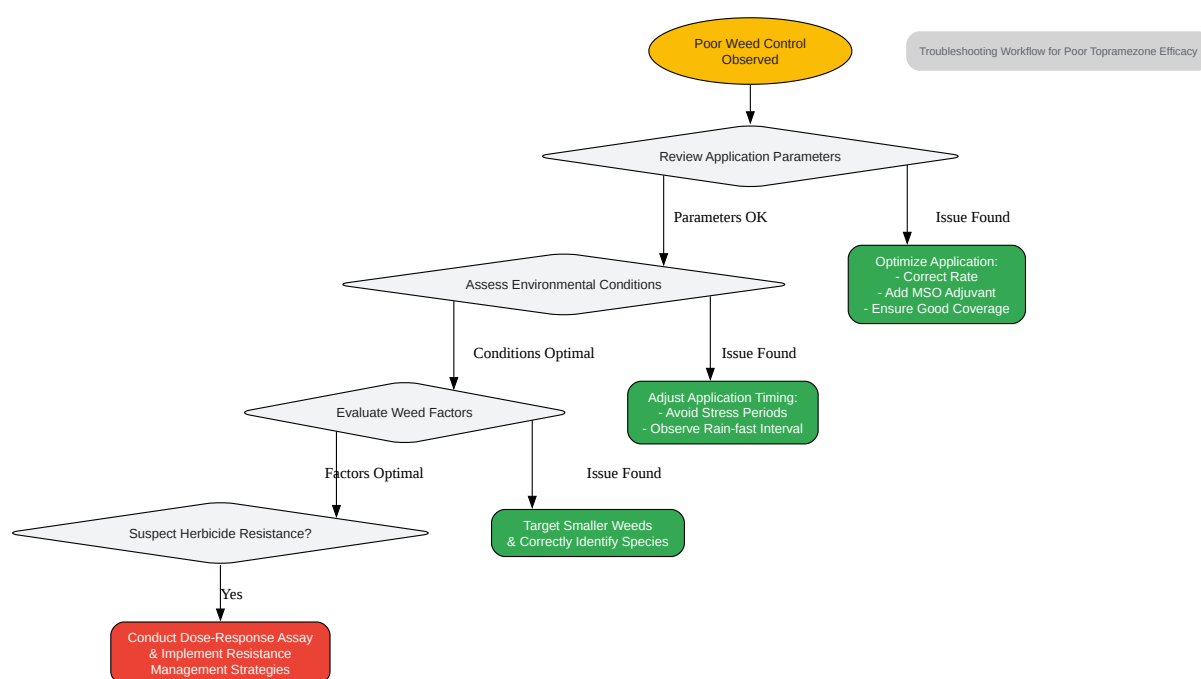 Poor Weed Control
Observed
Troubleshooting Workflow for Poor Topramezone Efficacy
Review Application Parameters
Parameters OK
Issue Found
Optimize Application:
- Correct Rate
- Add MSO Adjuvant
- Ensure Good Coverage
Assess Environmental Conditions
Conditions Optimal
Issue Found
Adjust Application Timing:
- Avoid Stress Periods
- Observe Rain-fast Interval
Evaluate Weed Factors
Factors Optimal
Issue Found
Target Smaller Weeds
& Correctly Identify Species
Suspect Herbicide Resistance?
Yes
Conduct Dose-Response Assay
& Implement Resistance
Management Strategies